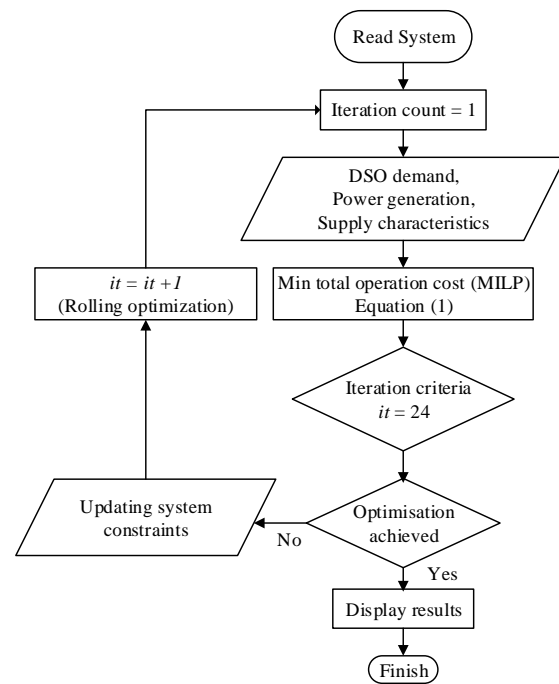 Read System
Iteration count = 1
DSO demand,
Power generation,
Supply characteristics
it = it +1
(Rolling optimization)
Min total operation cost (MILP)
Equation (1)
Iteration criteria
it = 24
Updating system
constraints
No
Optimisation
achieved
Yes
Display results
Finish